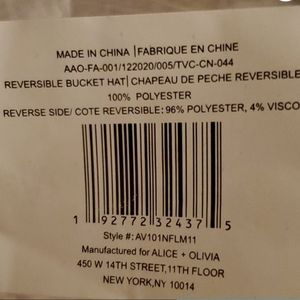 MADE IN CHINA | FABRIQUE EN CHINE
AAO-FA-001/122020/005/TVC-CN-044
REVERSIBLE BUCKET HAT| CHAPEAU DE PECHE REVERSIBLE
100% POLYESTER
REVERSE SIDE/ COTE REVERSIBLE: 96% POLYESTER, 4% VISCO
1 92772 32437 5
Style #: AV101NFLM11
Manufactured for ALICE + OLIVIA
450 W 14TH STREET,11TH FLOOR
NEW YORK,NY 10014